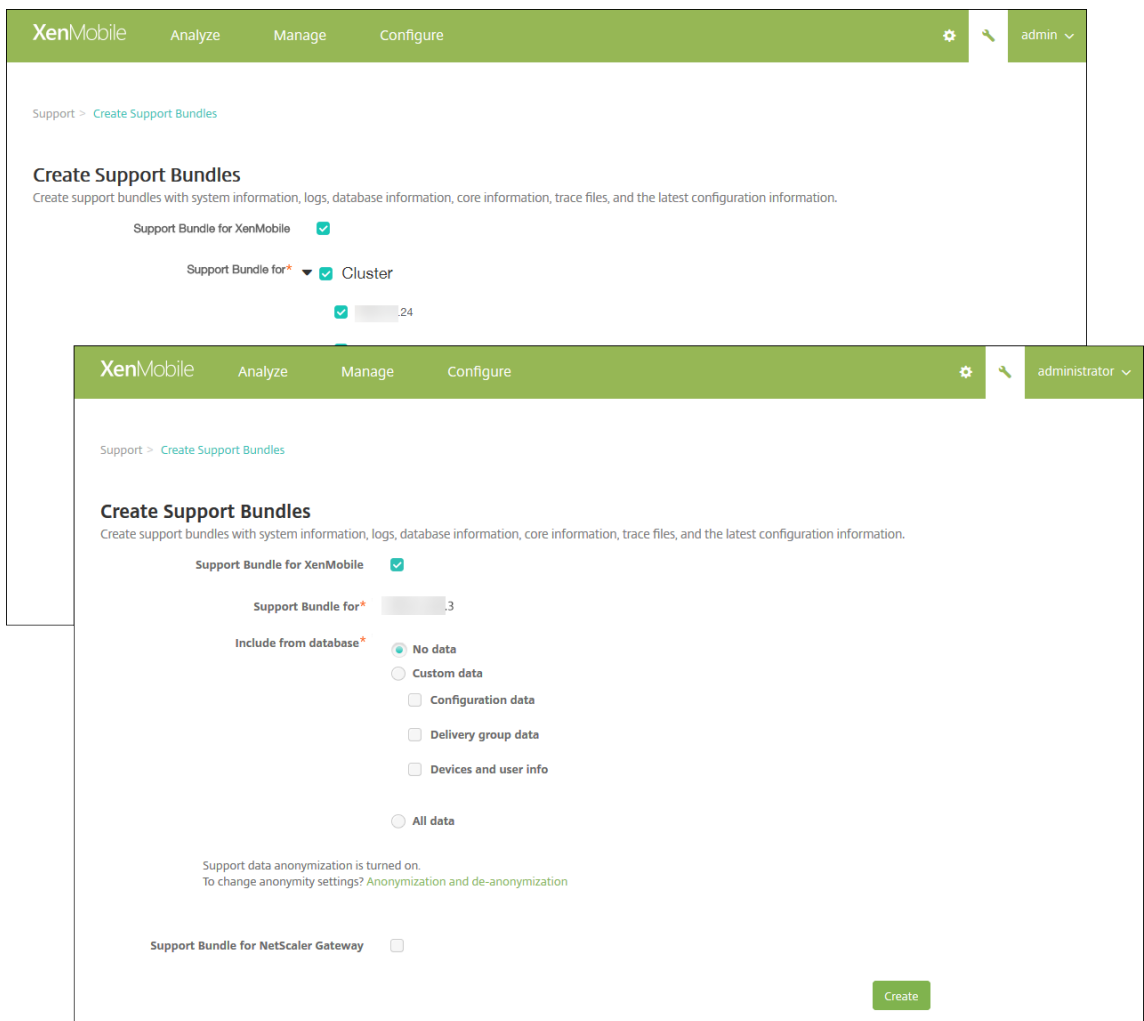 XenMobile Analyze Manage Configure admin
Support > Create Support Bundles
Create Support Bundles
Create support bundles with system information, logs, database information, core information, trace files, and the latest configuration information.
Support Bundle for XenMobile
Support Bundle for* Cluster
.24
XenMobile Analyze Manage Configure administrator
Support > Create Support Bundles
Create Support Bundles
Create support bundles with system information, logs, database information, core information, trace files, and the latest configuration information.
Support Bundle for XenMobile
Support Bundle for* .3
Include from database* No data
Custom data
Configuration data
Delivery group data
Devices and user info
All data
Support data anonymization is turned on.
To change anonymity settings? Anonymization and de-anonymization
Support Bundle for NetScaler Gateway
Create